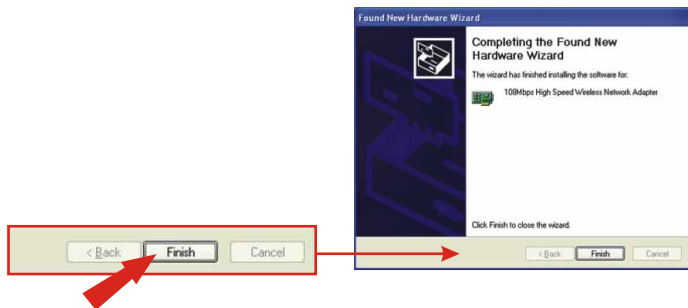 Found New Hardware Wizard
Completing the Found New
Hardware Wizard
The wizard has finished installing the software for:
108Mbps High Speed Wireless Network Adapter
Click Finish to close the wizard.
< Back Finish Cancel
< Back Finish Cancel